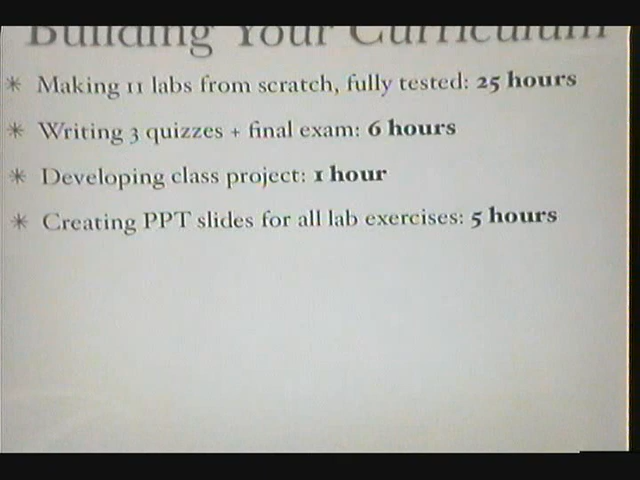 Building Your Curriculum
✳ Making 11 labs from scratch, fully tested: 25 hours
✳ Writing 3 quizzes + final exam: 6 hours
✳ Developing class project: 1 hour
✳ Creating PPT slides for all lab exercises: 5 hours